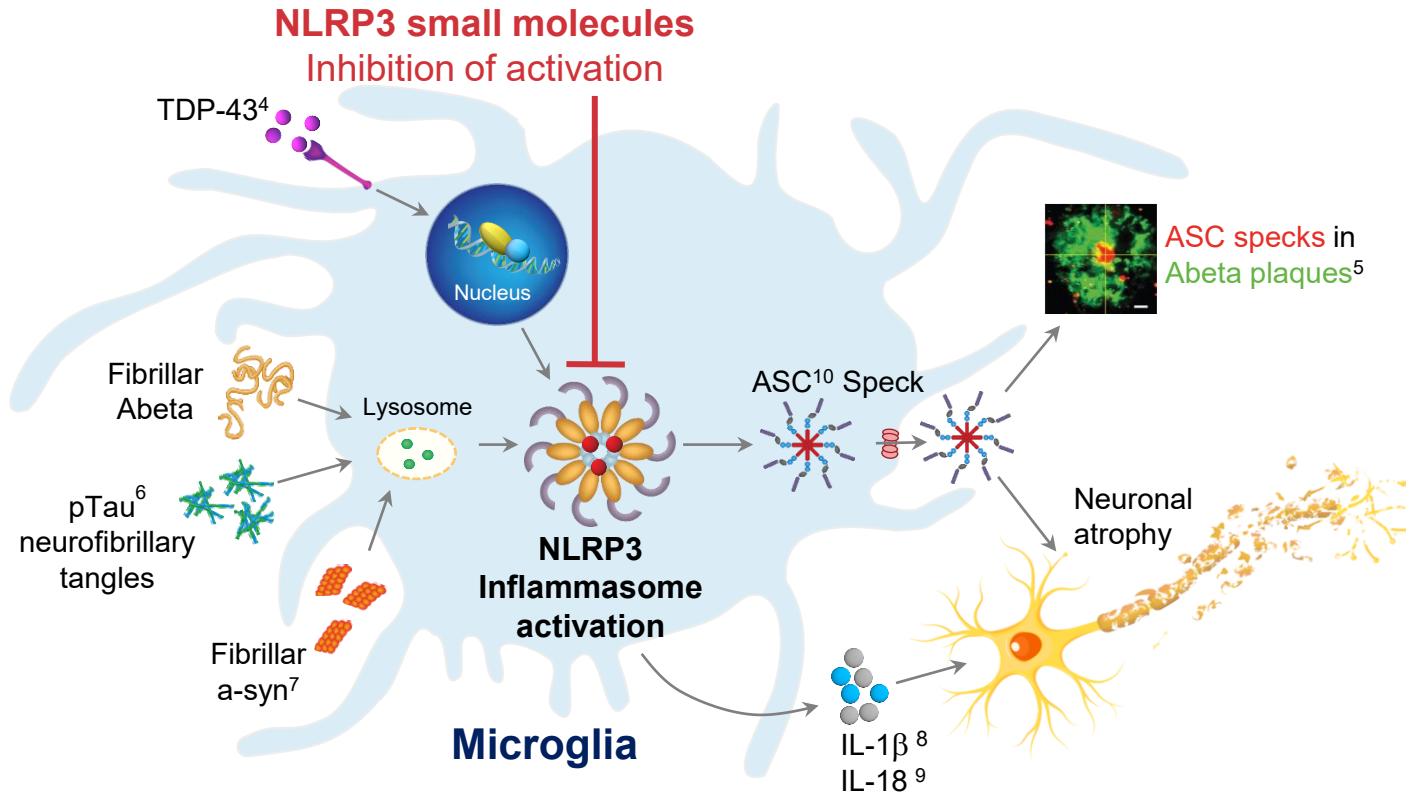 NLRP3 small molecules
Inhibition of activation
TDP-43⁴
Nucleus
ASC specks in
Abeta plaques⁵
Fibrillar
Abeta
Lysosome
ASC¹⁰ Speck
pTau⁶
neurofibrillary
tangles
Neuronal
atrophy
NLRP3
Inflammasome
activation
Fibrillar
a-syn⁷
Microglia
IL-1β ⁸
IL-18 ⁹